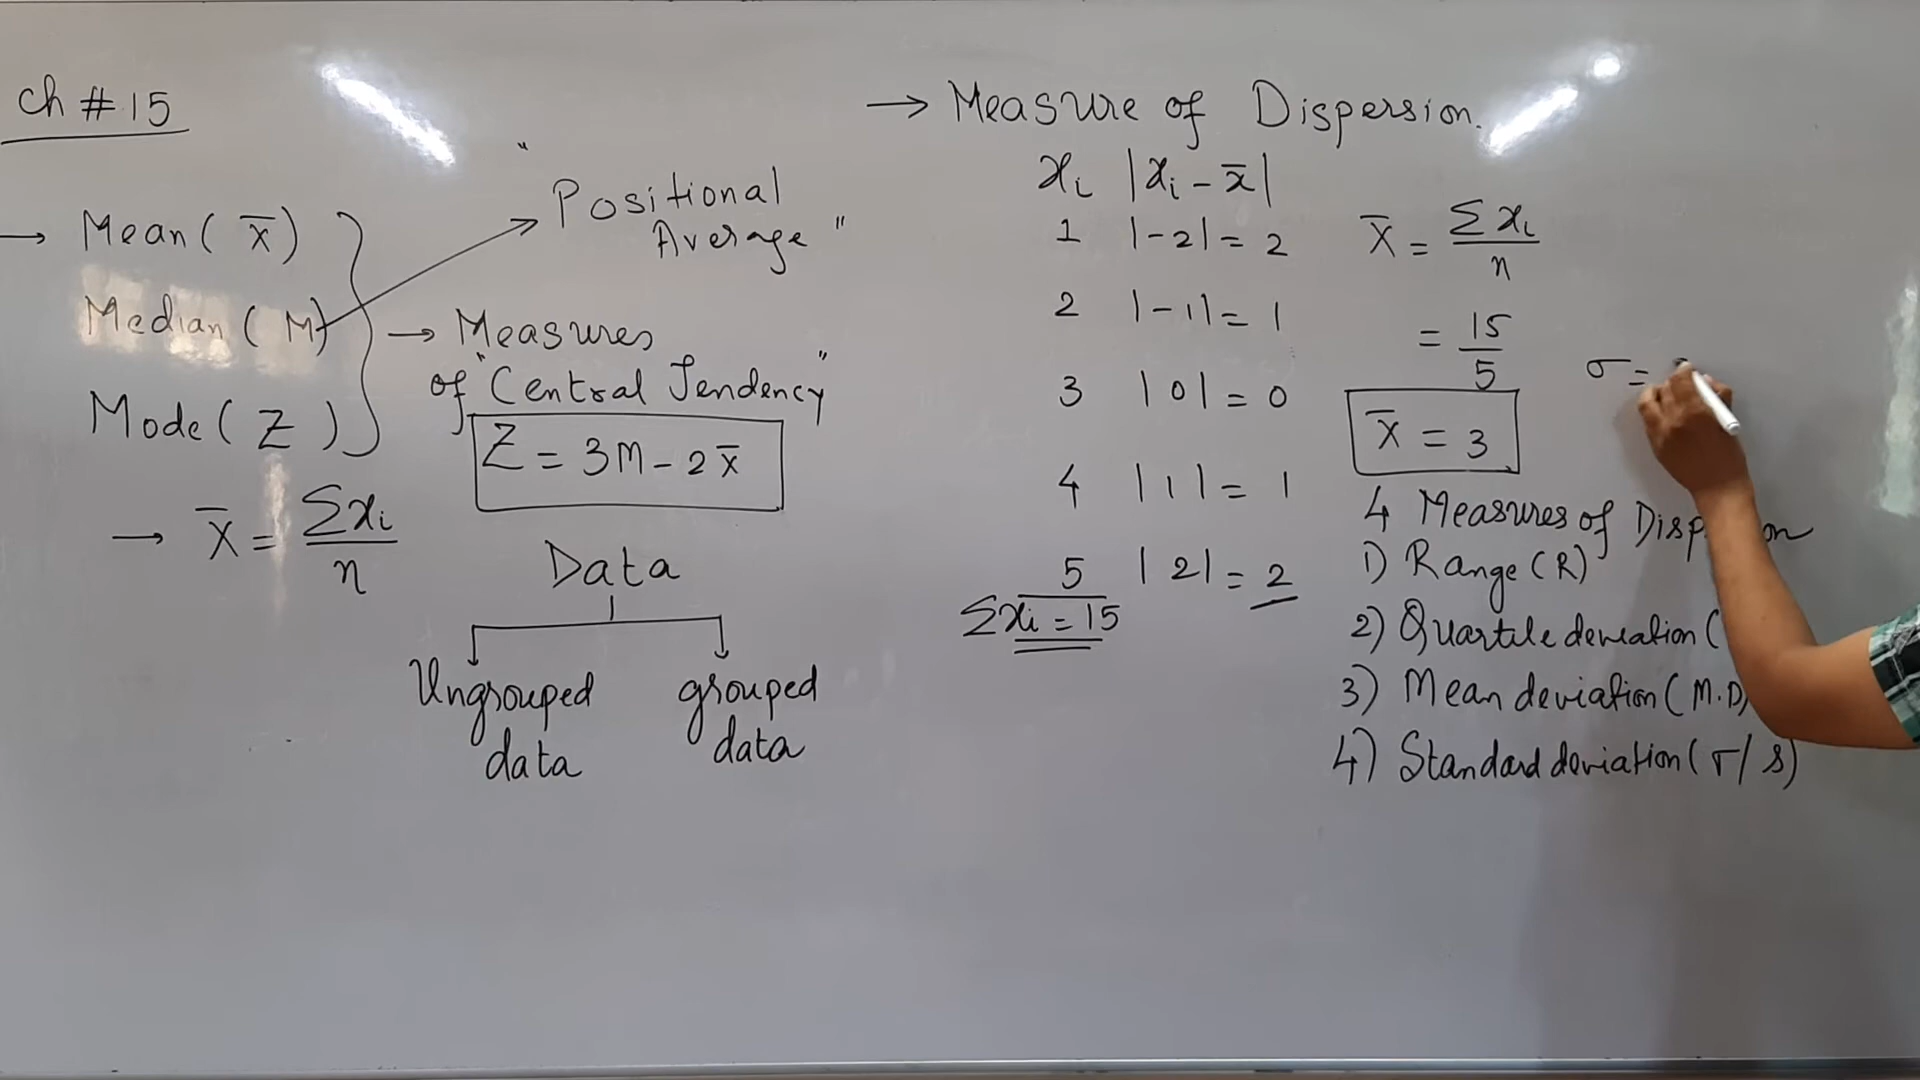 Ch # 15
→ Mean ( x̄ )
Median ( M )
Mode ( Z )
"Positional
Average"
→ Measures
of "Central Tendency"
Z = 3M - 2x̄
→ x̄ = Σxi / n
Data
Ungrouped
data
grouped
data
→ Measure of Dispersion.
xi |xi - x̄|
1 |-2| = 2
2 |-1| = 1
3 |0| = 0
4 |1| = 1
5 |2| = 2
Σxi = 15
x̄ = Σxi / n
= 15 / 5
x̄ = 3
σ =
4 Measures of Disp on
1) Range (R)
2) Quartile deveation (
3) Mean deviation ( M.D)
4) Standard deviation ( σ / s )